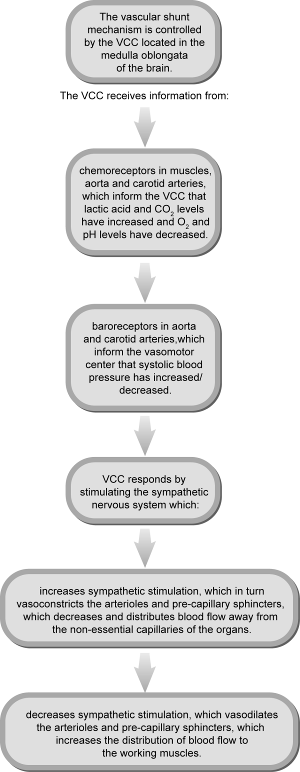 The vascular shunt
mechanism is controlled
by the VCC located in the
medulla oblongata
of the brain.
The VCC receives information from:
chemoreceptors in muscles,
aorta and carotid arteries,
which inform the VCC that
lactic acid and CO₂ levels
have increased and O₂ and
pH levels have decreased.
baroreceptors in aorta
and carotid arteries,which
inform the vasomotor
center that systolic blood
pressure has increased/
decreased.
VCC responds by
stimulating the sympathetic
nervous system which:
increases sympathetic stimulation, which in turn
vasoconstricts the arterioles and pre-capillary sphincters,
which decreases and distributes blood flow away from
the non-essential capillaries of the organs.
decreases sympathetic stimulation, which vasodilates
the arterioles and pre-capillary sphincters, which
increases the distribution of blood flow to
the working muscles.